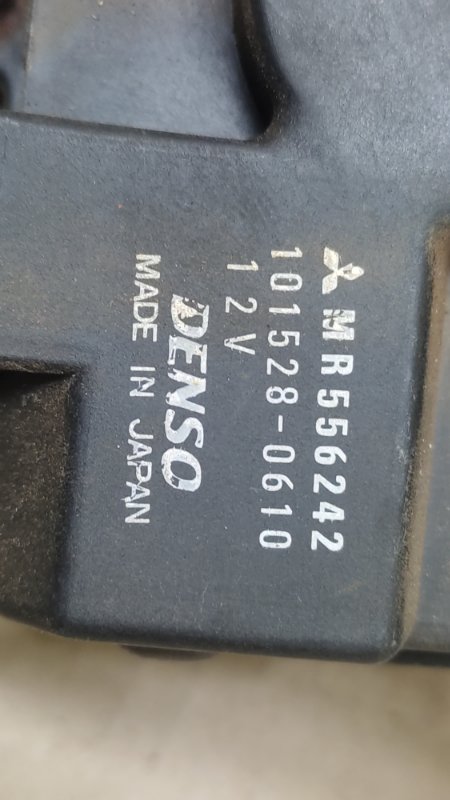 MR556242
101528-0610
12V
DENSO
MADE IN JAPAN